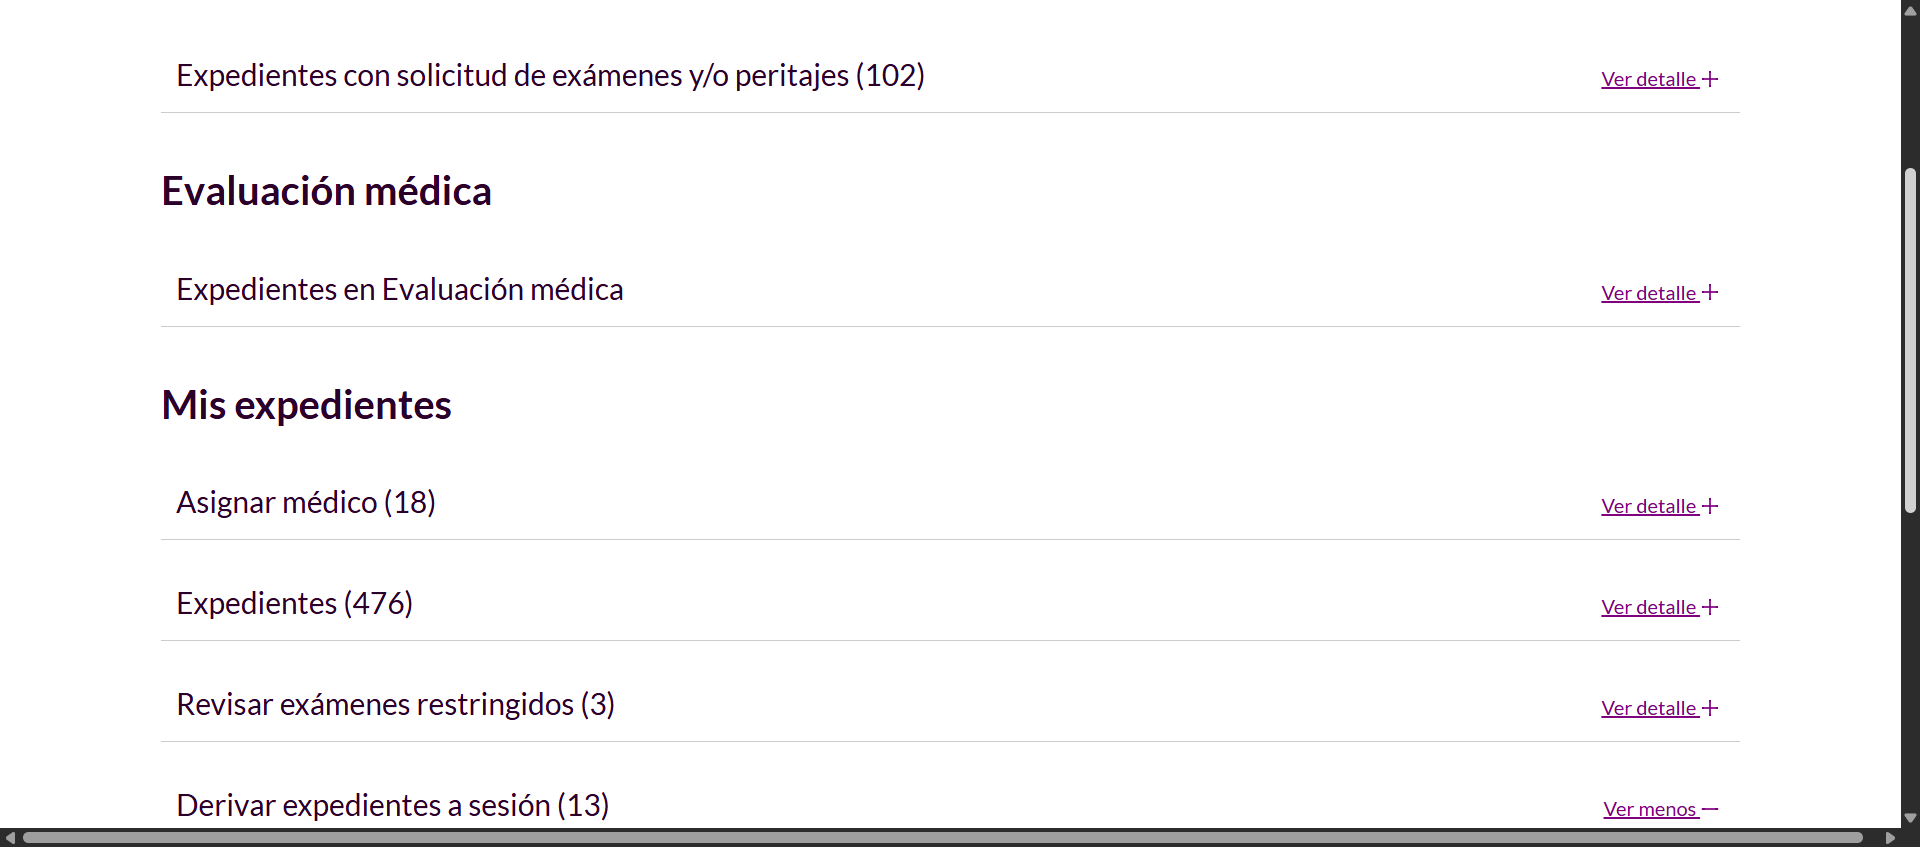 Expedientes con solicitud de exámenes y/o peritajes (102) Ver detalle
Evaluación médica
Expedientes en Evaluación médica Ver detalle
Mis expedientes
Asignar médico (18) Ver detalle
Expedientes (476) Ver detalle
Revisar exámenes restringidos (3) Ver detalle
Derivar expedientes a sesión (13) Ver menos